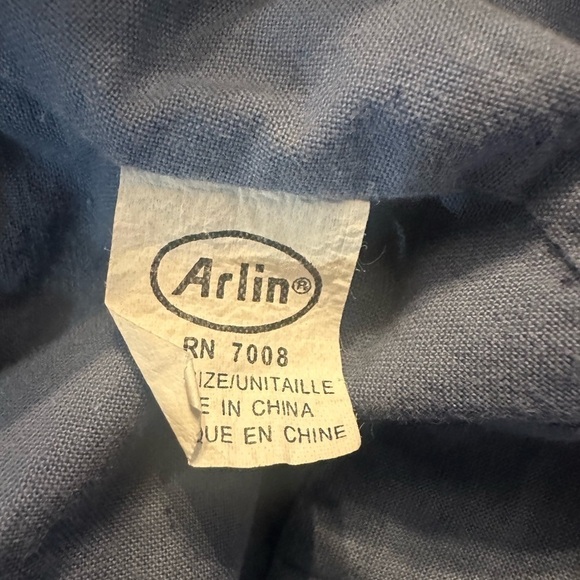 Arlin®
RN 7008
IZE/UNITAILLE
E IN CHINA
QUE EN CHINE